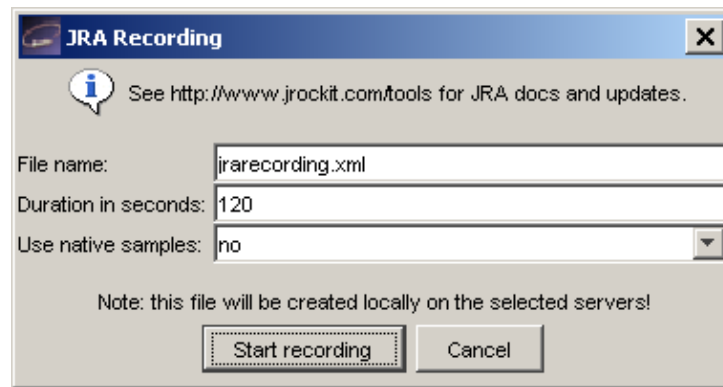 JRA Recording
See http://www.jrockit.com/tools for JRA docs and updates.
File name: jrarecording.xml
Duration in seconds: 120
Use native samples: no
Note: this file will be created locally on the selected servers!
Start recording Cancel